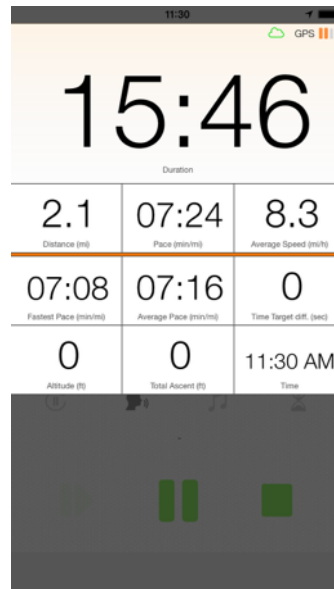 11:30
GPS
15:46
Duration
2.1 07:24 8.3
Distance (mi) Pace (min/mi) Average Speed (mi/h)
07:08 07:16 0
Fastest Pace (min/mi) Average Pace (min/mi) Time Target diff. (sec)
0 0 11:30 AM
Altitude (ft) Total Ascent (ft) Time